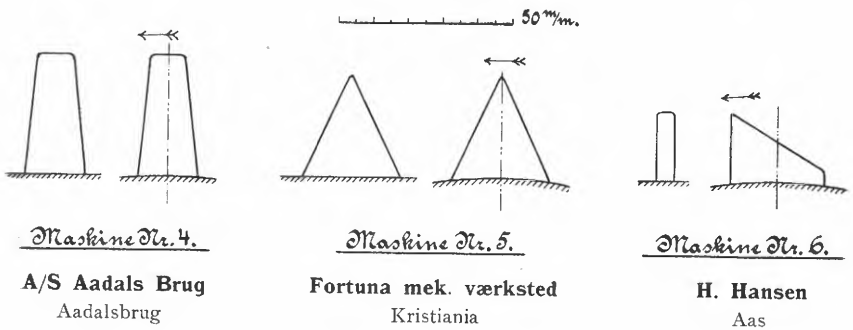 50 m/m.
Maskine Nr. 4.
A/S Aadals Brug
Aadalsbrug
Maskine Nr. 5.
Fortuna mek. værksted
Kristiania
Maskine Nr. 6.
H. Hansen
Aas